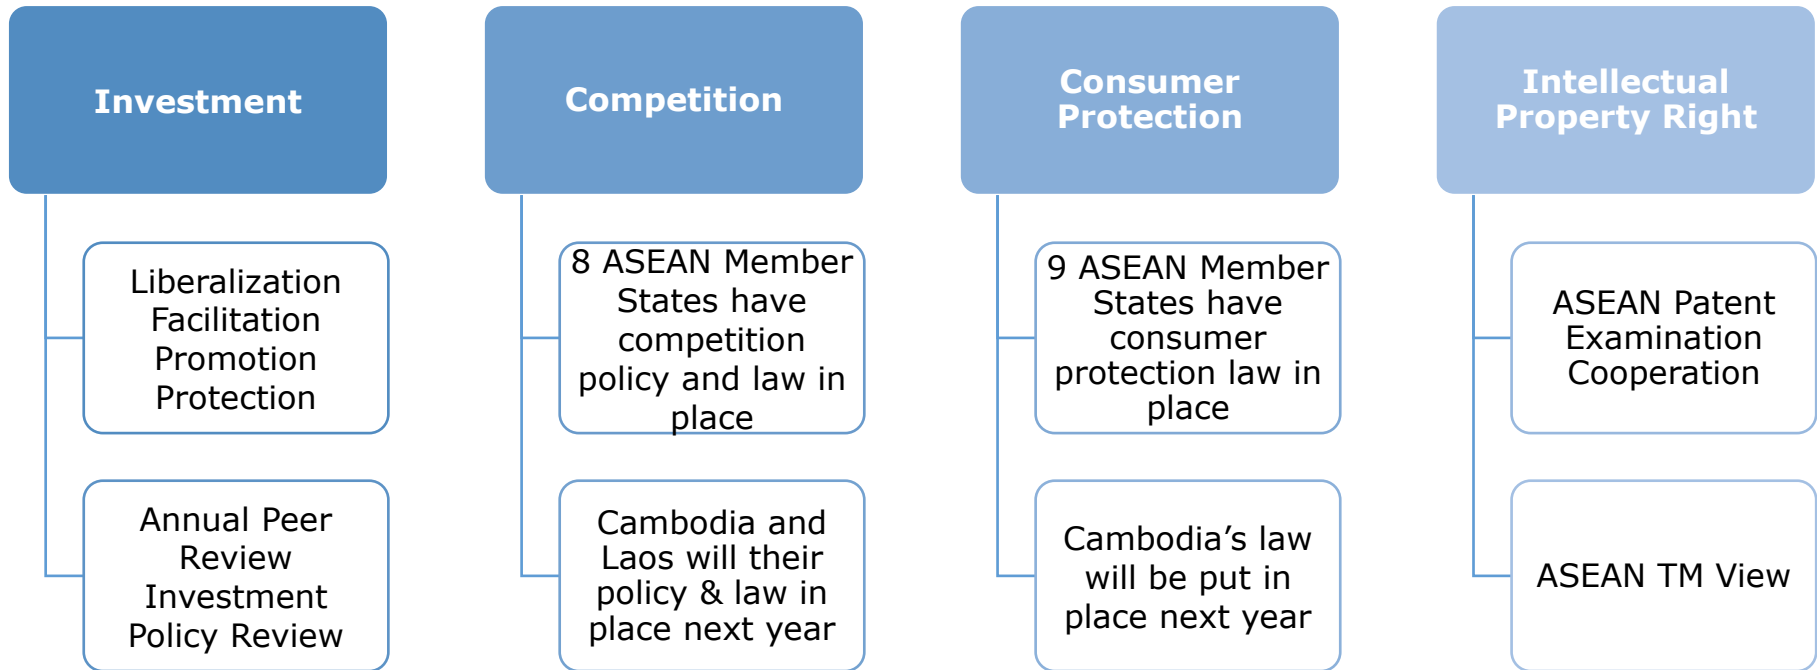 Investment
Liberalization
Facilitation
Promotion
Protection
Annual Peer
Review
Investment
Policy Review
Competition
8 ASEAN Member
States have
competition
policy and law in
place
Cambodia and
Laos will their
policy & law in
place next year
Consumer
Protection
9 ASEAN Member
States have
consumer
protection law in
place
Cambodia’s law
will be put in
place next year
Intellectual
Property Right
ASEAN Patent
Examination
Cooperation
ASEAN TM View